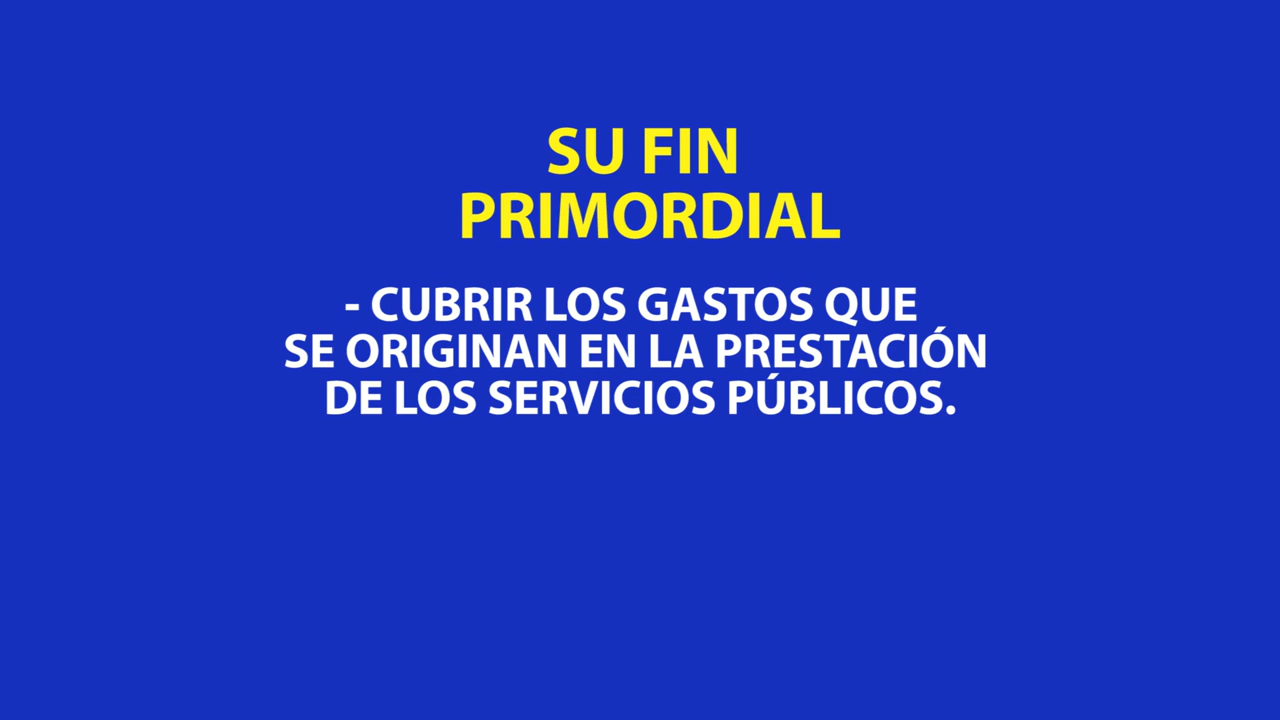 SU FIN
PRIMORDIAL
- CUBRIR LOS GASTOS QUE
SE ORIGINAN EN LA PRESTACIÓN
DE LOS SERVICIOS PÚBLICOS.